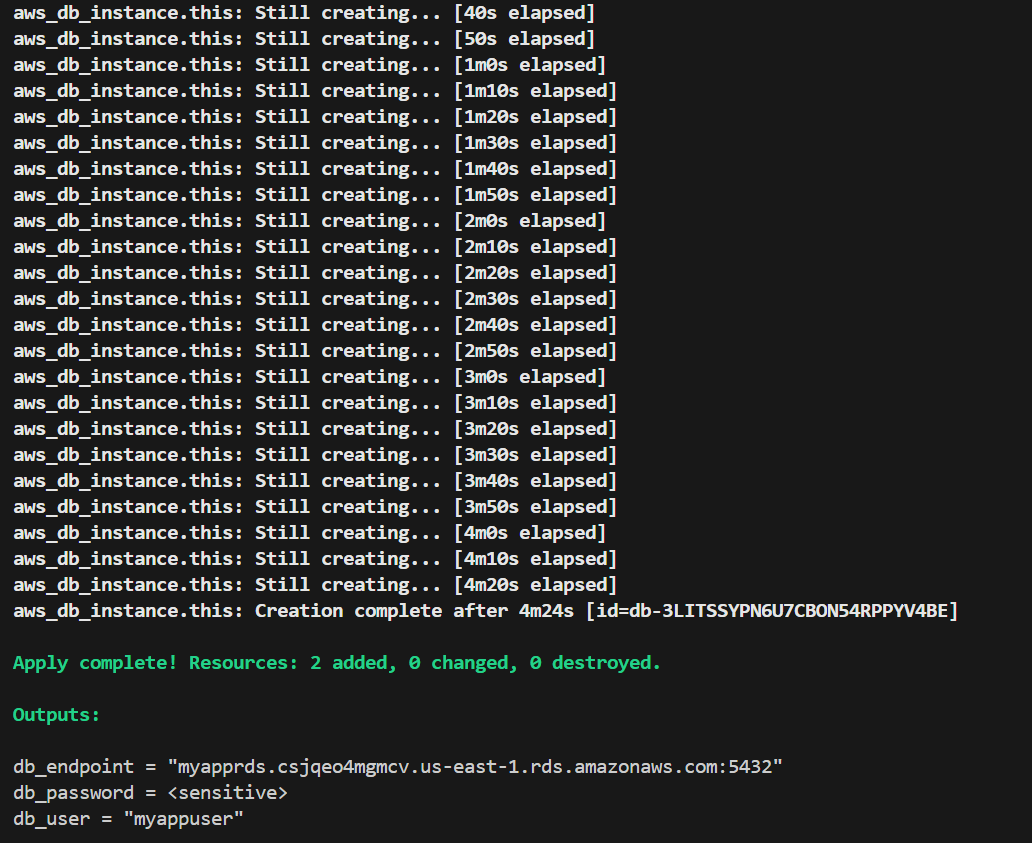 aws_db_instance.this: Still creating... [40s elapsed]
aws_db_instance.this: Still creating... [50s elapsed]
aws_db_instance.this: Still creating... [1m0s elapsed]
aws_db_instance.this: Still creating... [1m10s elapsed]
aws_db_instance.this: Still creating... [1m20s elapsed]
aws_db_instance.this: Still creating... [1m30s elapsed]
aws_db_instance.this: Still creating... [1m40s elapsed]
aws_db_instance.this: Still creating... [1m50s elapsed]
aws_db_instance.this: Still creating... [2m0s elapsed]
aws_db_instance.this: Still creating... [2m10s elapsed]
aws_db_instance.this: Still creating... [2m20s elapsed]
aws_db_instance.this: Still creating... [2m30s elapsed]
aws_db_instance.this: Still creating... [2m40s elapsed]
aws_db_instance.this: Still creating... [2m50s elapsed]
aws_db_instance.this: Still creating... [3m0s elapsed]
aws_db_instance.this: Still creating... [3m10s elapsed]
aws_db_instance.this: Still creating... [3m20s elapsed]
aws_db_instance.this: Still creating... [3m30s elapsed]
aws_db_instance.this: Still creating... [3m40s elapsed]
aws_db_instance.this: Still creating... [3m50s elapsed]
aws_db_instance.this: Still creating... [4m0s elapsed]
aws_db_instance.this: Still creating... [4m10s elapsed]
aws_db_instance.this: Still creating... [4m20s elapsed]
aws_db_instance.this: Creation complete after 4m24s [id=db-3LITSSYPN6U7CBON54RPPYV4BE]
Apply complete! Resources: 2 added, 0 changed, 0 destroyed.
Outputs:
db_endpoint = "myapprds.csjqeo4mgmcv.us-east-1.rds.amazonaws.com:5432"
db_password = <sensitive>
db_user = "myappuser"